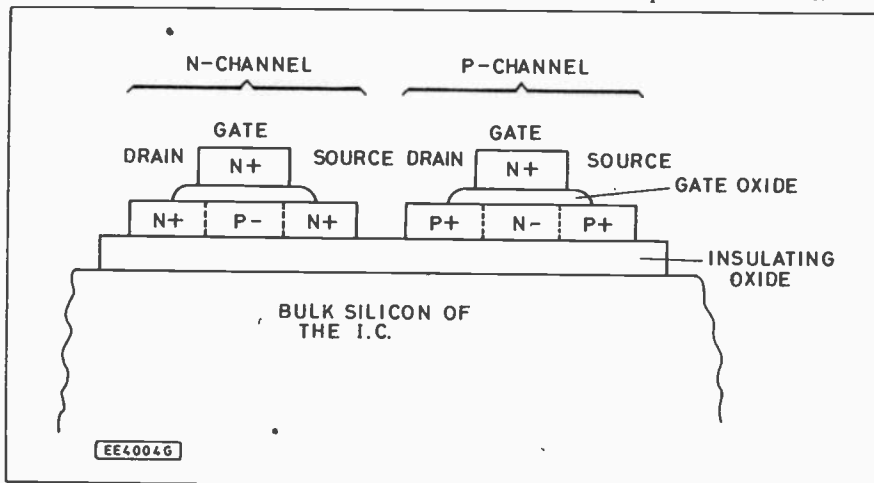 N-CHANNEL P-CHANNEL
GATE GATE
DRAIN N+ SOURCE DRAIN N+ SOURCE
GATE OXIDE
N+ P- N+ P+ N- P+
INSULATING
OXIDE
BULK SILICON OF
THE I.C.
EE4004G